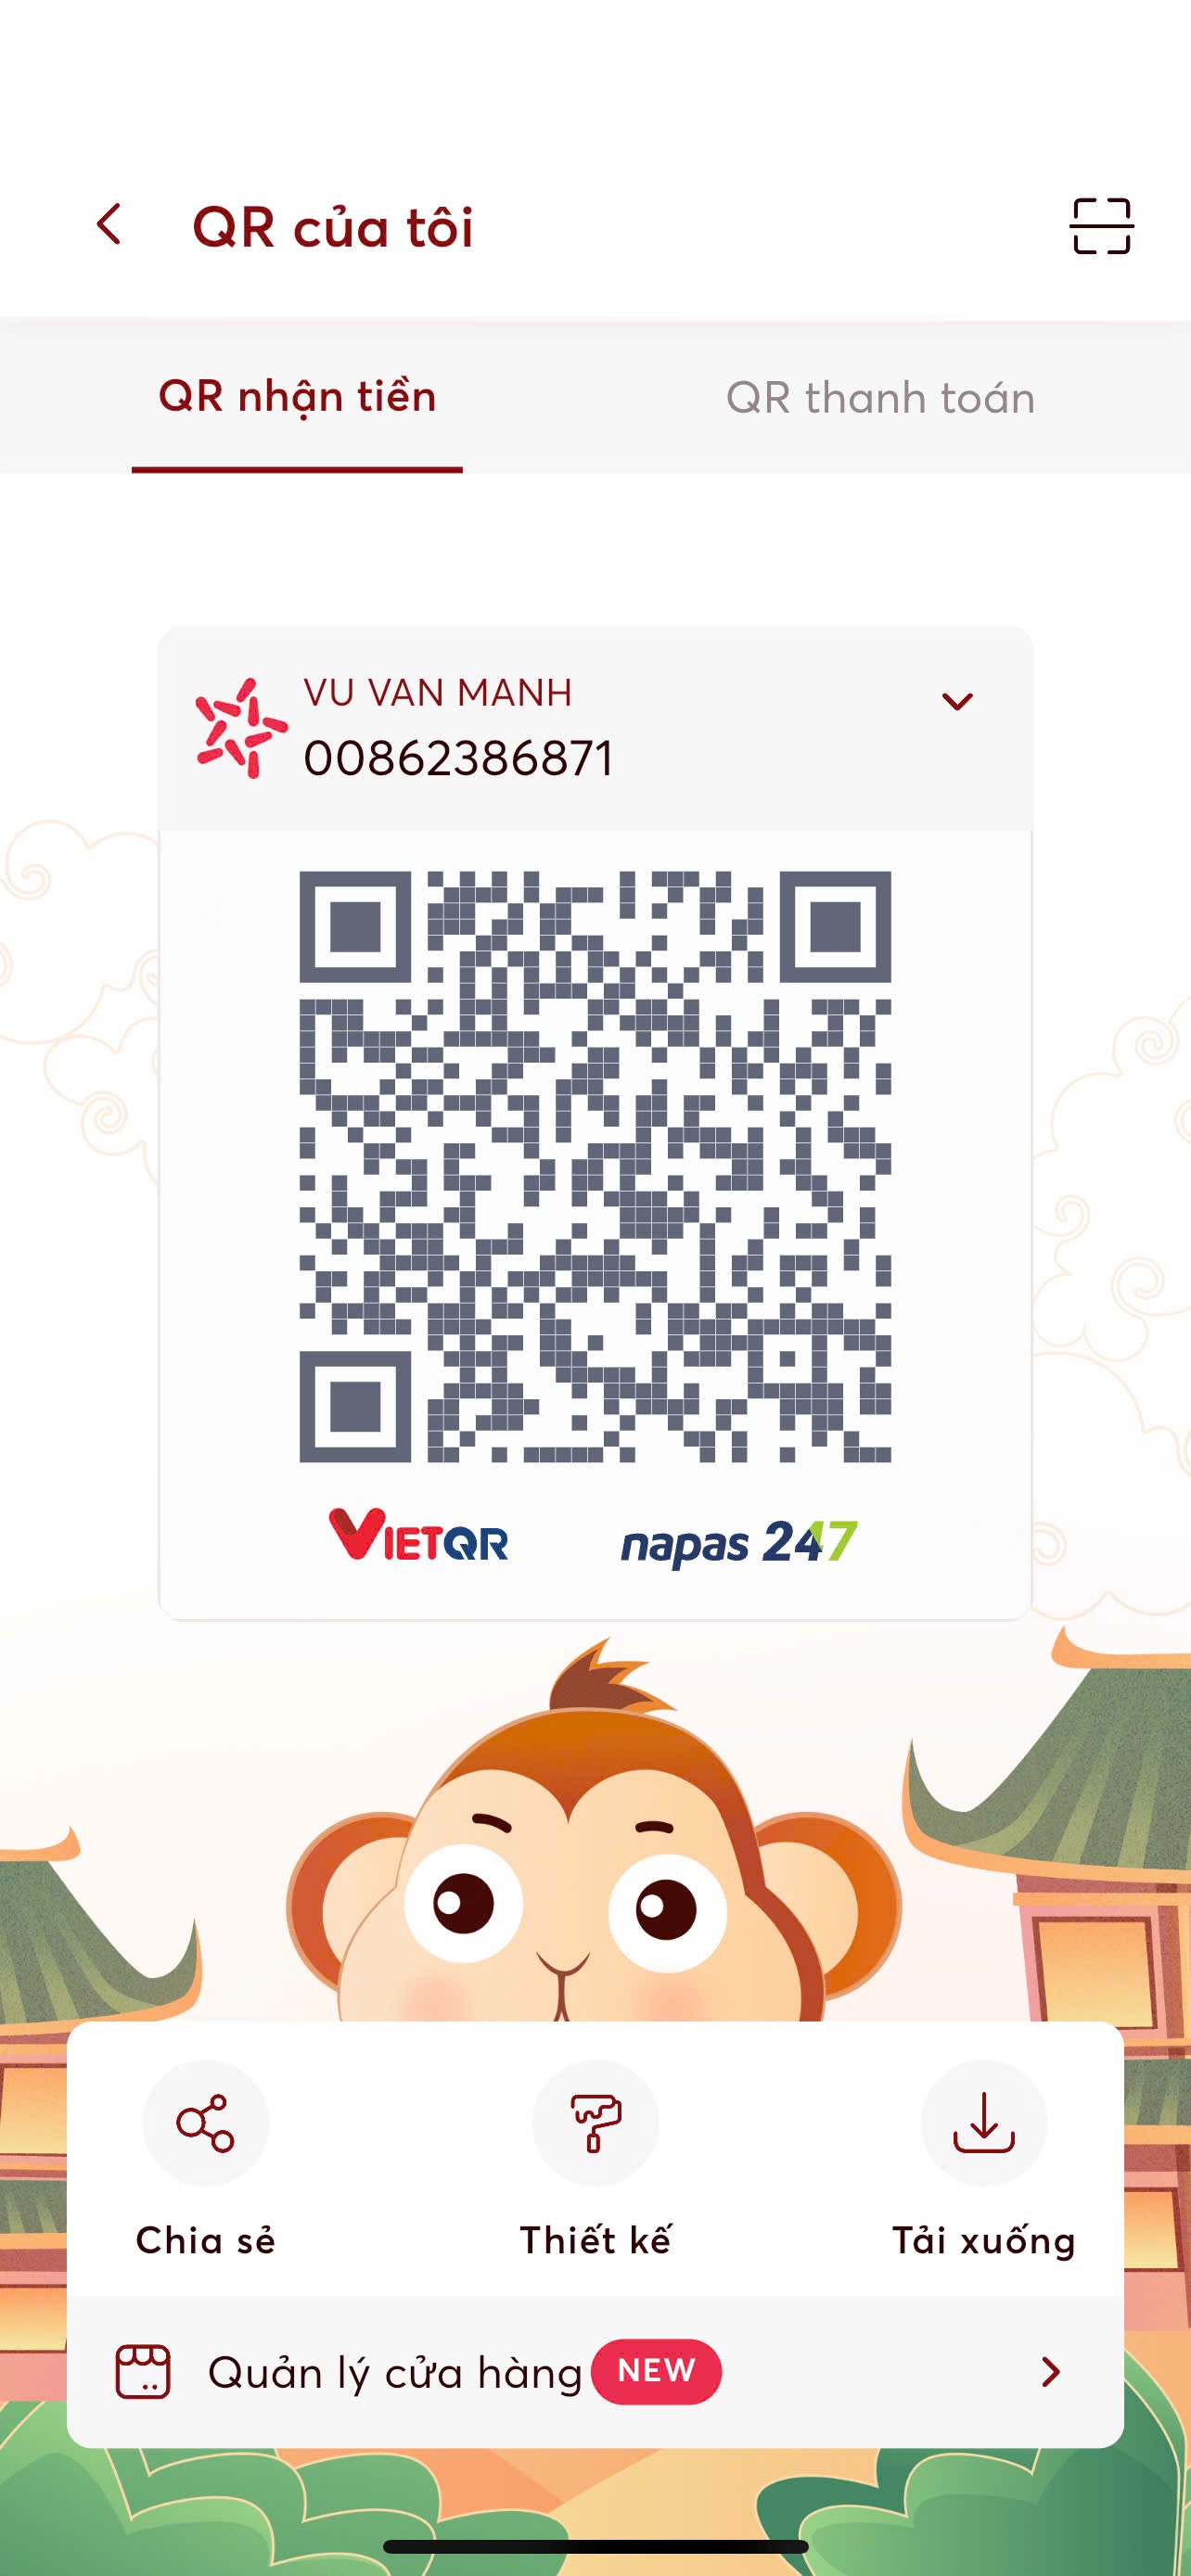 QR của tôi
QR nhận tiền
QR thanh toán
VU VAN MANH
00862386871
VIETQR
napas 247
Chia sẻ
Thiết kế
Tải xuống
Quản lý cửa hàng NEW